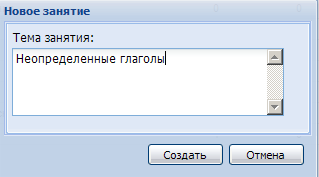 Новое занятие
Тема занятия:
Неопределенные глаголы
Создать Отмена